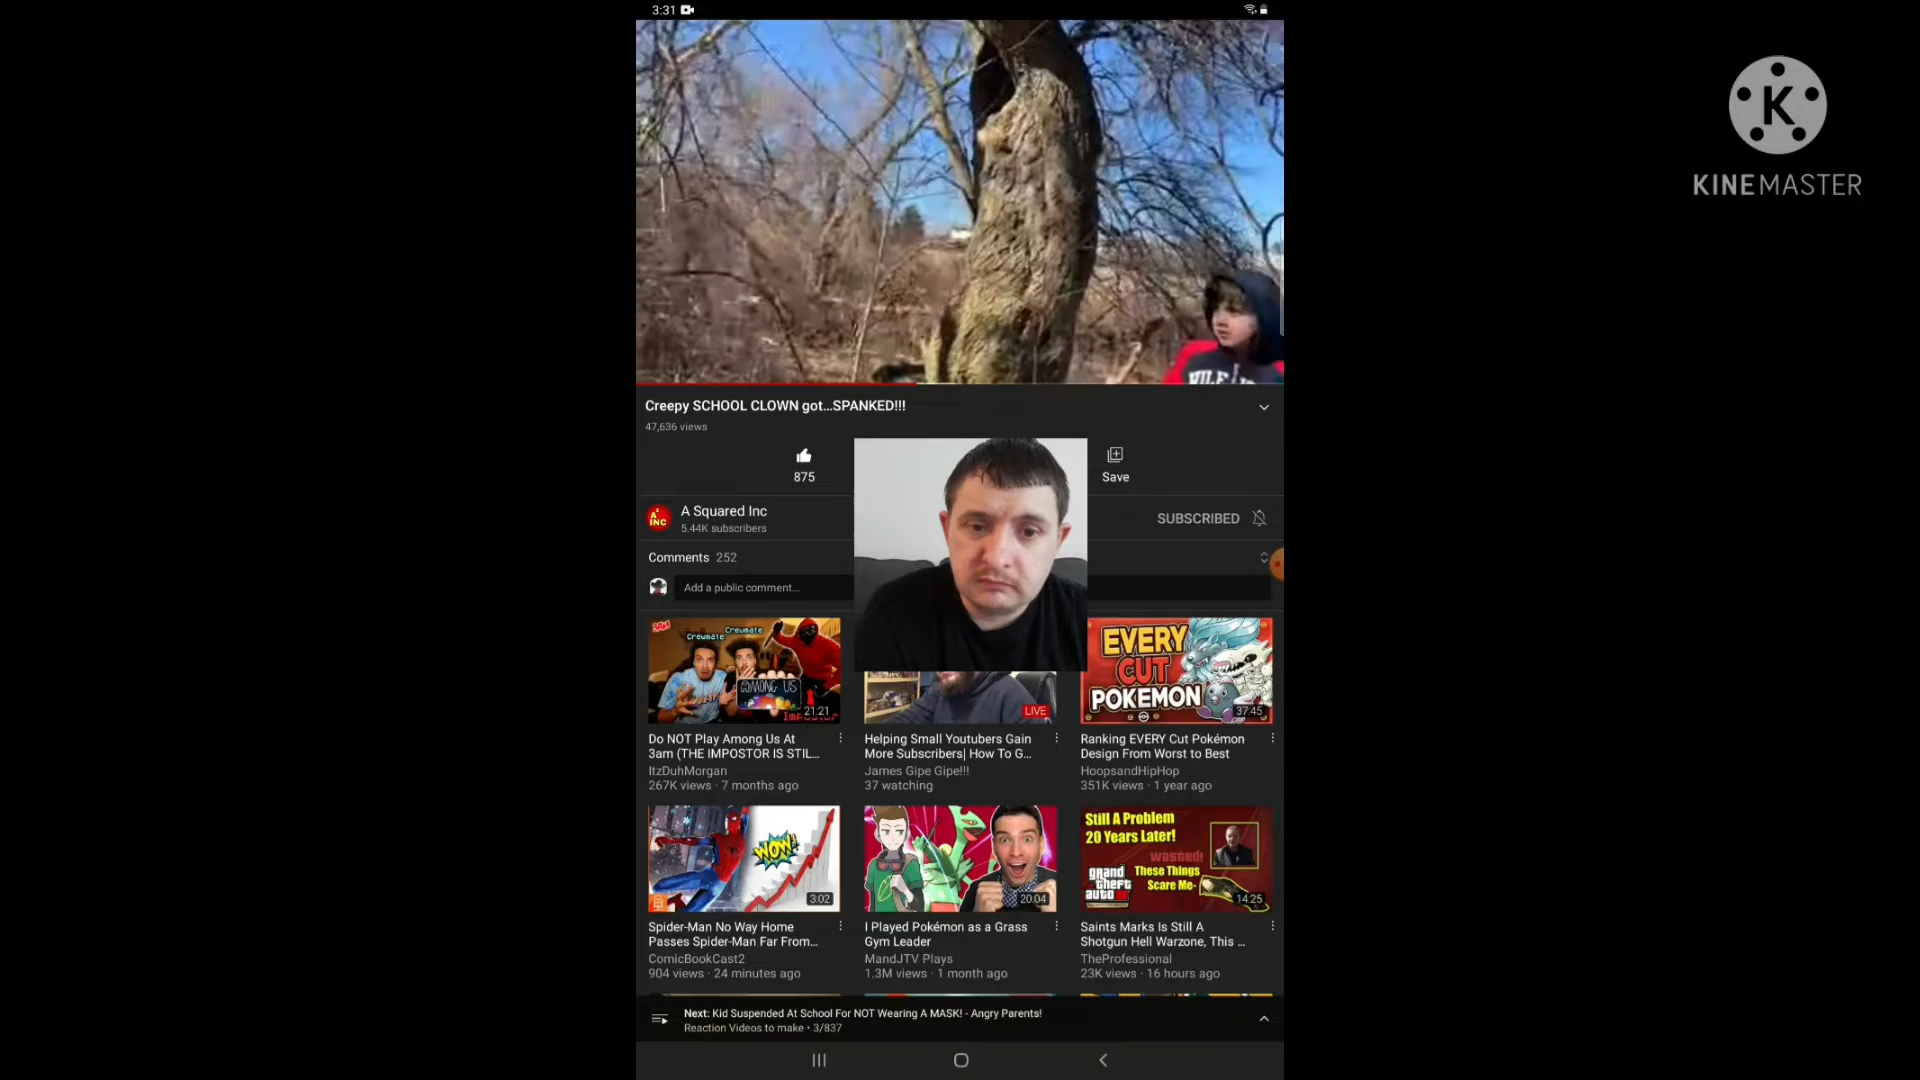 3:31
K
KINEMASTER
Creepy SCHOOL CLOWN got...SPANKED!!!
47,636 views
875
Save
A Squared Inc
5.44K subscribers
SUBSCRIBED
Comments 252
Add a public comment...
3AM
Crewmate Crewmate
AMONG US
21:21
LIVE
EVERY
CUT
POKEMON
37:45
Do NOT Play Among Us At
3am (THE IMPOSTOR IS STIL...
ItzDuhMorgan
267K views · 7 months ago
Helping Small Youtubers Gain
More Subscribers| How To G...
James Gipe Gipe!!!
37 watching
Ranking EVERY Cut Pokémon
Design From Worst to Best
HoopsandHipHop
351K views · 1 year ago
WOW!
3:02
20:04
Still A Problem
20 Years Later!
wasted!
These Things
Scare Me-
grand
theft
auto
14:25
Spider-Man No Way Home
Passes Spider-Man Far From...
ComicBookCast2
904 views · 24 minutes ago
I Played Pokémon as a Grass
Gym Leader
MandJTV Plays
1.3M views · 1 month ago
Saints Marks Is Still A
Shotgun Hell Warzone, This ...
TheProfessional
23K views · 16 hours ago
Next: Kid Suspended At School For NOT Wearing A MASK! - Angry Parents!
Reaction Videos to make • 3/837